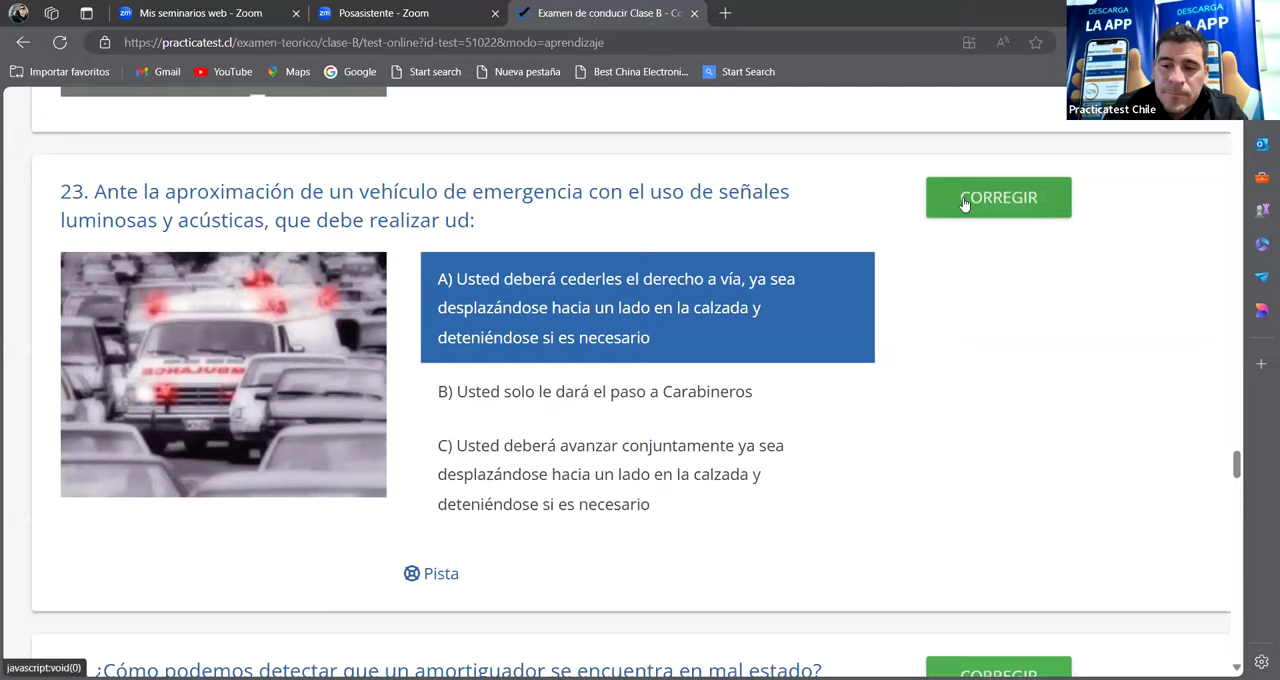 Mis seminarios web - Zoom
Posasistente - Zoom
Examen de conducir Clase B - Co
https://practicatest.cl/examen-teorico/clase-B/test-online?id-test=51022&modo=aprendizaje
Importar favoritos
Gmail
YouTube
Maps
Google
Start search
Nueva pestaña
Best China Electroni...
Start Search
DESCARGA
LA APP
DESCARGA
LA APP
Practicatest Chile
23. Ante la aproximación de un vehículo de emergencia con el uso de señales
luminosas y acústicas, que debe realizar ud:
CORREGIR
A) Usted deberá cederles el derecho a vía, ya sea
desplazándose hacia un lado en la calzada y
deteniéndose si es necesario
B) Usted solo le dará el paso a Carabineros
C) Usted deberá avanzar conjuntamente ya sea
desplazándose hacia un lado en la calzada y
deteniéndose si es necesario
Pista
¿Cómo podemos detectar que un amortiguador se encuentra en mal estado?
CORREGIR
javascript:void(0)